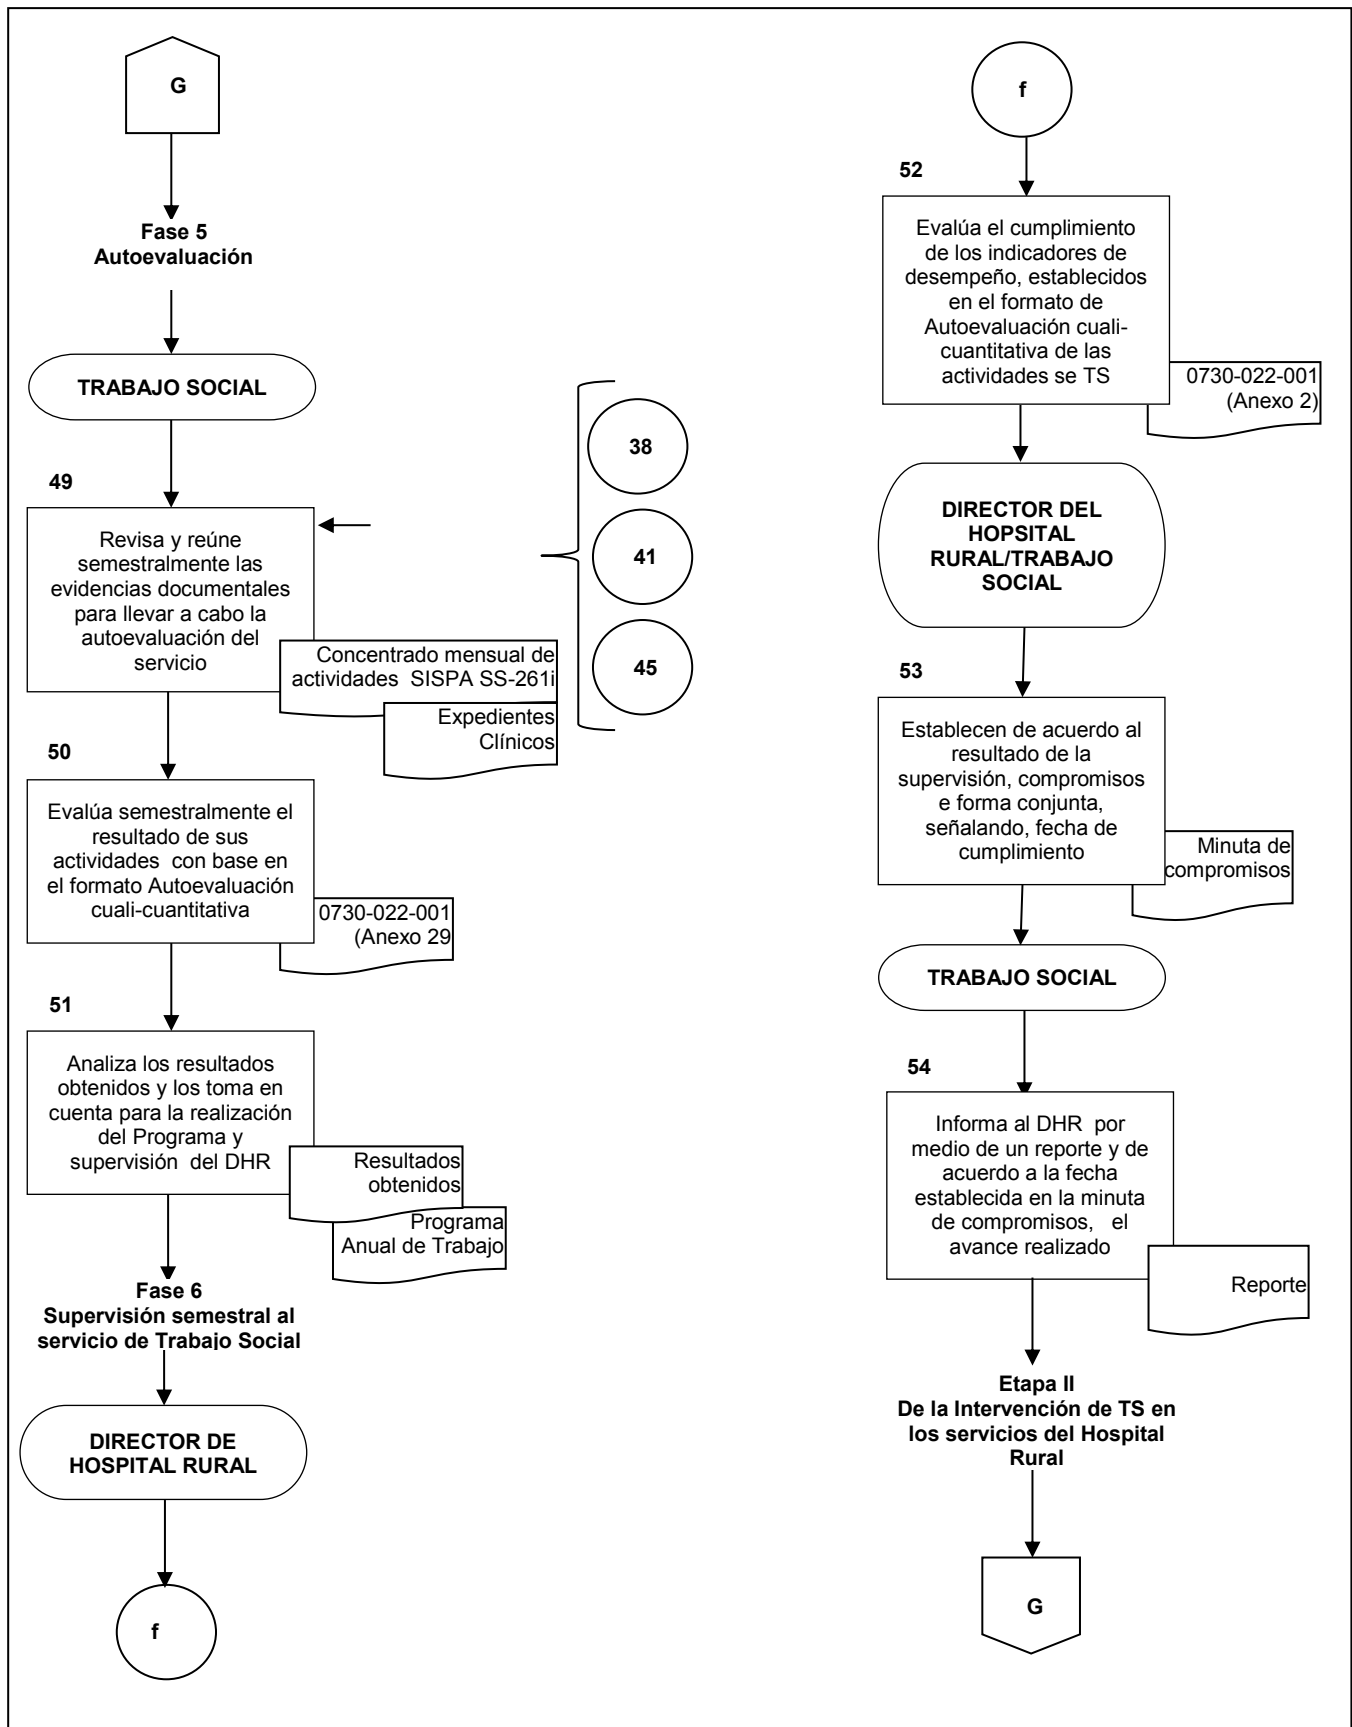 G
Fase 5
Autoevaluación
TRABAJO SOCIAL
49
Revisa y reúne
semestralmente las
evidencias documentales
para llevar a cabo la
autoevaluación del
servicio
Concentrado mensual de
actividades SISPA SS-261i
Expedientes
Clínicos
38
41
45
50
Evalúa semestralmente el
resultado de sus
actividades con base en
el formato Autoevaluación
cuali-cuantitativa
0730-022-001
(Anexo 29
51
Analiza los resultados
obtenidos y los toma en
cuenta para la realización
del Programa y
supervisión del DHR
Resultados
obtenidos
Programa
Anual de Trabajo
Fase 6
Supervisión semestral al
servicio de Trabajo Social
DIRECTOR DE
HOSPITAL RURAL
f
f
52
Evalúa el cumplimiento
de los indicadores de
desempeño, establecidos
en el formato de
Autoevaluación cuali-
cuantitativa de las
actividades se TS
0730-022-001
(Anexo 2)
DIRECTOR DEL
HOPSITAL
RURAL/TRABAJO
SOCIAL
53
Establecen de acuerdo al
resultado de la
supervisión, compromisos
e forma conjunta,
señalando, fecha de
cumplimiento
Minuta de
compromisos
TRABAJO SOCIAL
54
Informa al DHR por
medio de un reporte y de
acuerdo a la fecha
establecida en la minuta
de compromisos, el
avance realizado
Reporte
Etapa II
De la Intervención de TS en
los servicios del Hospital
Rural
G